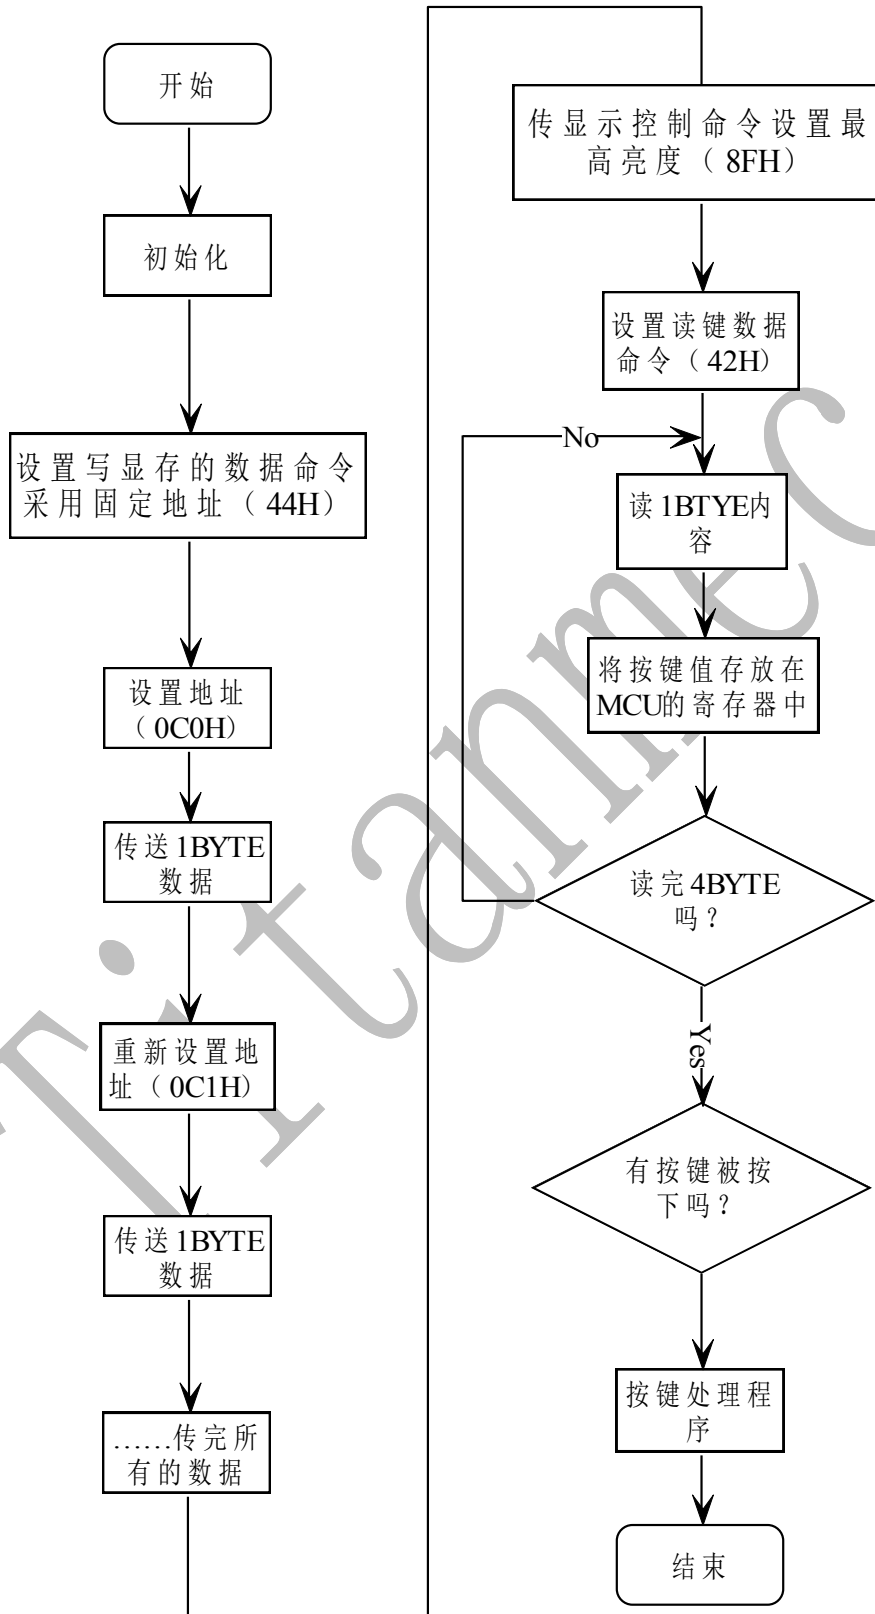 开始
初始化
设置写显存的数据命令
采用固定地址（44H）
设置地址
（0C0H）
传送1BYTE
数据
重新设置地
址（0C1H）
传送1BYTE
数据
……传完所
有的数据
传显示控制命令设置最
高亮度（8FH）
设置读键数据
命令（42H）
No
读1BTYE内
容
将按键值存放在
MCU的寄存器中
读完4BYTE
吗？
Yes
有按键被按
下吗？
按键处理程
序
结束
Titanmec